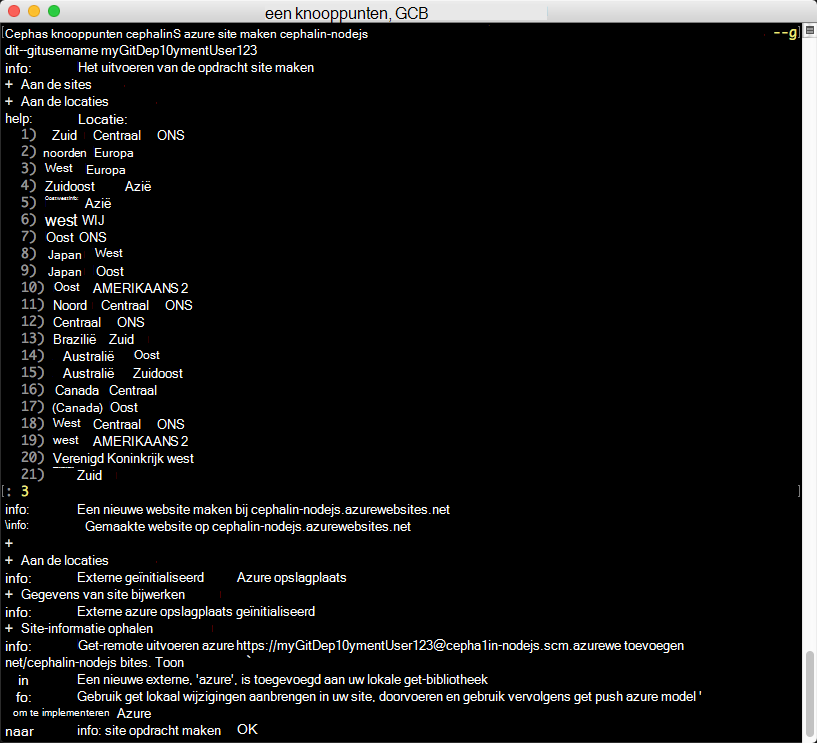 een knooppunten, GCB
Cephas knooppunten cephalinS azure site maken cephalin-nodejs --g
dit--gitusername myGitDep10ymentUser123
info: Het uitvoeren van de opdracht site maken
+ Aan de sites
+ Aan de locaties
help: Locatie:
1) Zuid Centraal ONS
2) noorden Europa
3) West Europa
4) Zuidoost Azië
5) Azië
6) west WIJ
7) Oost ONS
8) Japan West
9) Japan Oost
10) Oost AMERIKAANS 2
11) Noord Centraal ONS
12) Centraal ONS
13) Brazilië Zuid
14) Australië Oost
15) Australië Zuidoost
16) Canada Centraal
17) (Canada) Oost
18) West Centraal ONS
19) west AMERIKAANS 2
20) Verenigd Koninkrijk west
21) Zuid
[: 3 ]
info: Een nieuwe website maken bij cephalin-nodejs.azurewebsites.net
\info: Gemaakte website op cephalin-nodejs.azurewebsites.net
+
+ Aan de locaties
info: Externe geïnitialiseerd Azure opslagplaats
+ Gegevens van site bijwerken
info: Externe azure opslagplaats geïnitialiseerd
+ Site-informatie ophalen
info: Get-remote uitvoeren azure https://myGitDep10ymentUser123@cepha1in-nodejs.scm.azurewe toevoegen
net/cephalin-nodejs bites. Toon `
in Een nieuwe externe, 'azure', is toegevoegd aan uw lokale get-bibliotheek
fo: Gebruik get lokaal wijzigingen aanbrengen in uw site, doorvoeren en gebruik vervolgens get push azure model '
om te implementeren Azure
naar info: site opdracht maken OK